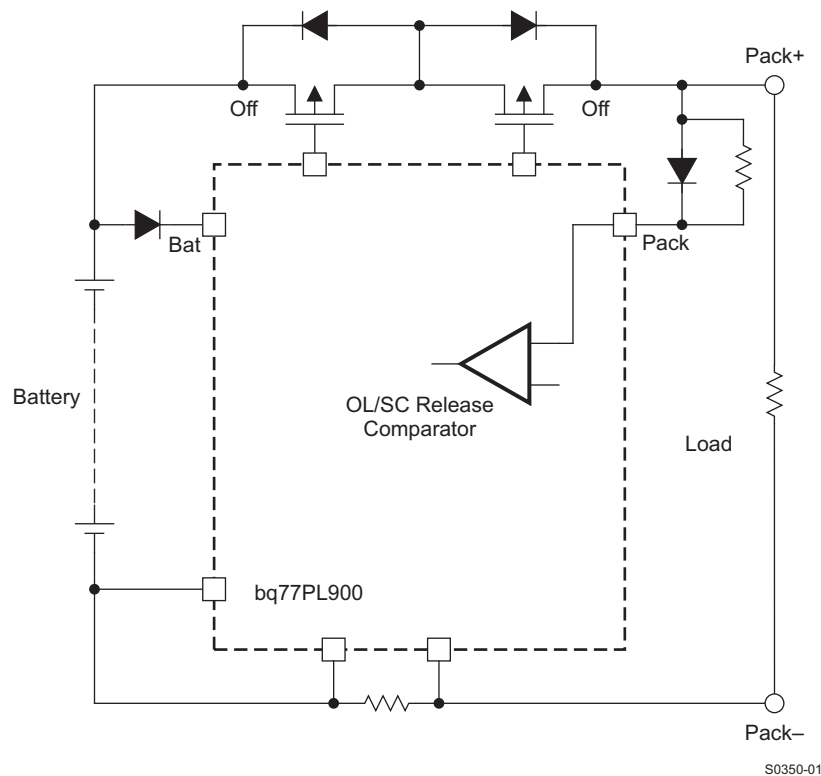 Pack+
Off
Off
Bat
Pack
OL/SC Release
Comparator
Battery
Load
bq77PL900
Pack–
S0350-01